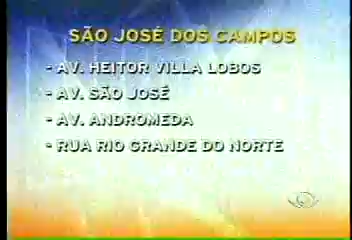 SÃO JOSÉ DOS CAMPOS
- AV. HEITOR VILLA LOBOS
- AV. SÃO JOSÉ
- AV. ANDROMEDA
- RUA RIO GRANDE DO NORTE